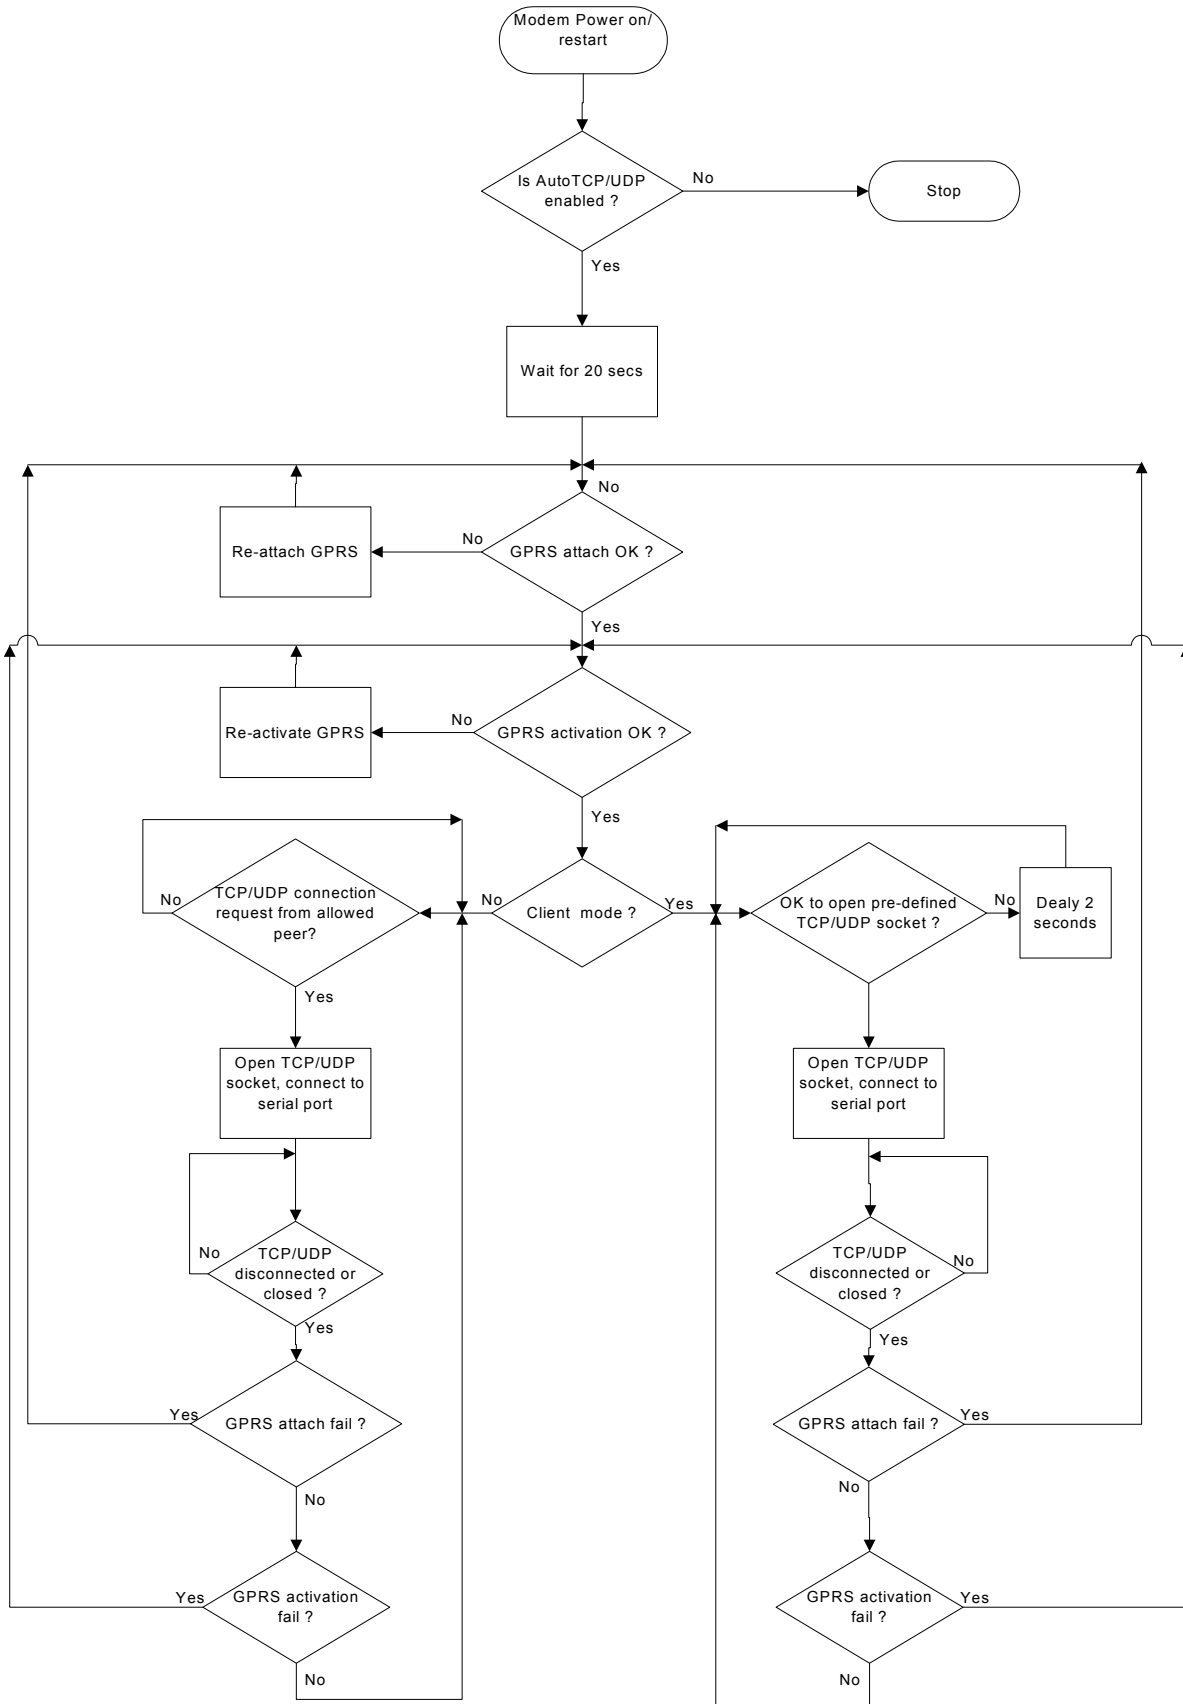 Modem Power on/
restart
Is AutoTCP/UDP
enabled ?
No
Stop
Yes
Wait for 20 secs
No
Re-attach GPRS
No
GPRS attach OK ?
Yes
Re-activate GPRS
No
GPRS activation OK ?
Yes
No
TCP/UDP connection
request from allowed
peer?
No
Client mode ?
Yes
OK to open pre-defined
TCP/UDP socket ?
No
Dealy 2
seconds
Yes
Open TCP/UDP
socket, connect to
serial port
Open TCP/UDP
socket, connect to
serial port
No
TCP/UDP
disconnected or
closed ?
TCP/UDP
disconnected or
closed ?
No
Yes
Yes
Yes
GPRS attach fail ?
GPRS attach fail ?
Yes
No
No
Yes
GPRS activation
fail ?
GPRS activation
fail ?
Yes
No
No